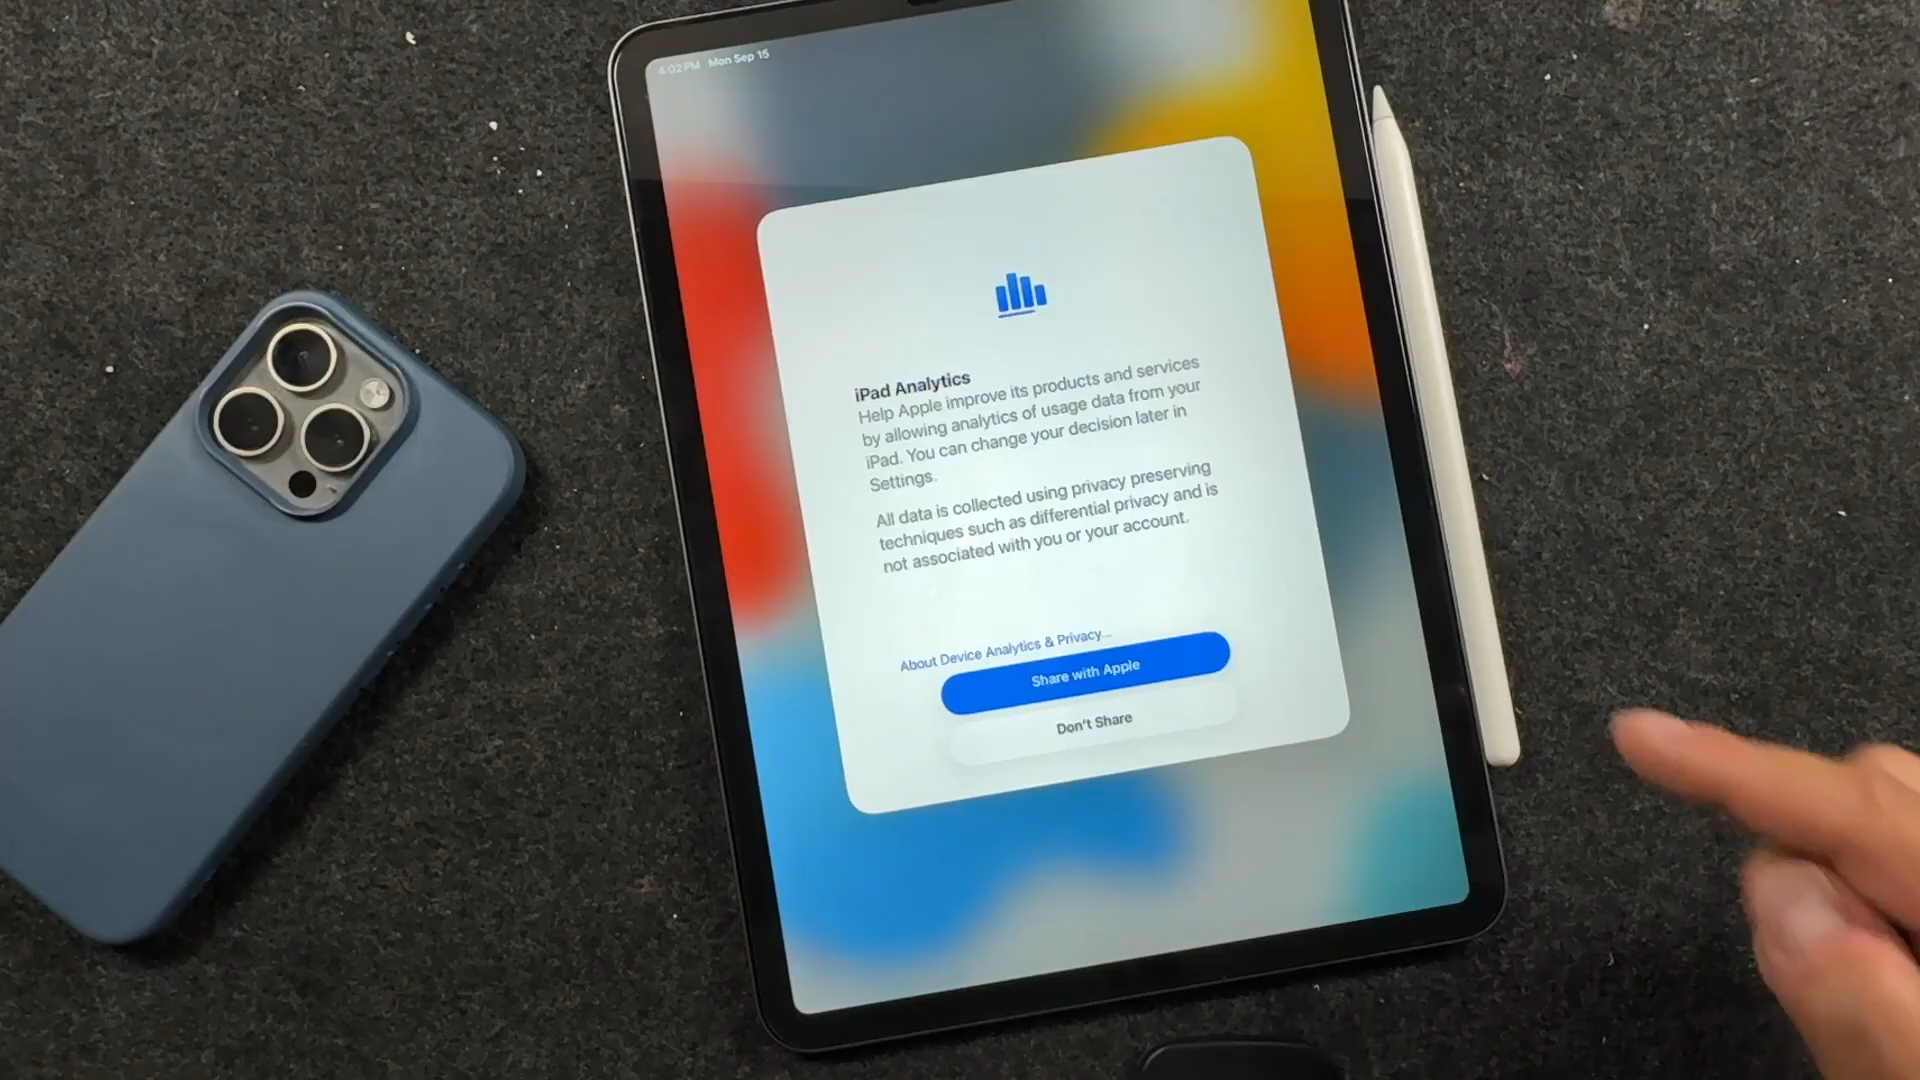 4:02 PM Mon Sep 15
iPad Analytics
Help Apple improve its products and services
by allowing analytics of usage data from your
iPad. You can change your decision later in
Settings.
All data is collected using privacy preserving
techniques such as differential privacy and is
not associated with you or your account.
About Device Analytics & Privacy...
Share with Apple
Don't Share